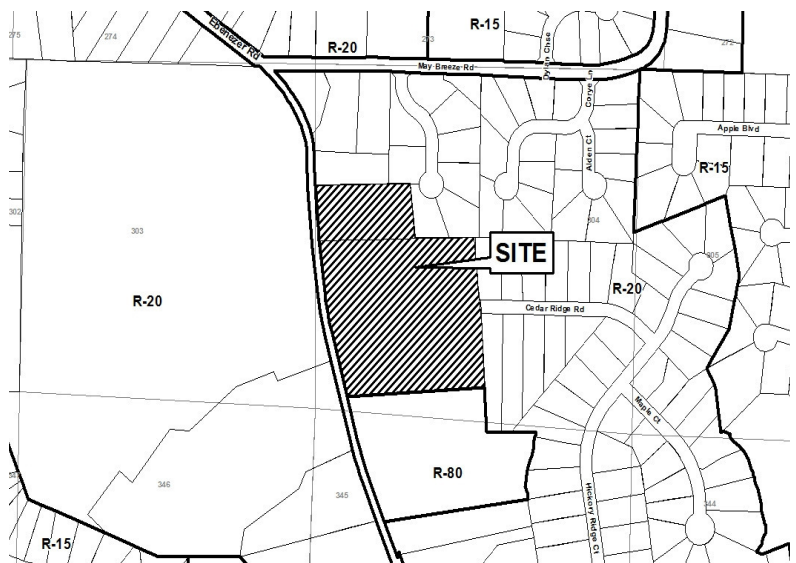 R-15
275
274
Ebenezer Rd
R-20
253
272
May Breeze Rd
Dylan Chse
Corye Ln
Apple Blvd
Alden Ct
R-15
302
303
304
SITE
305
R-20
R-20
Cedar Ridge Rd
Maple Ct
R-80
346
345
344
Hickory Ridge Ct
R-15